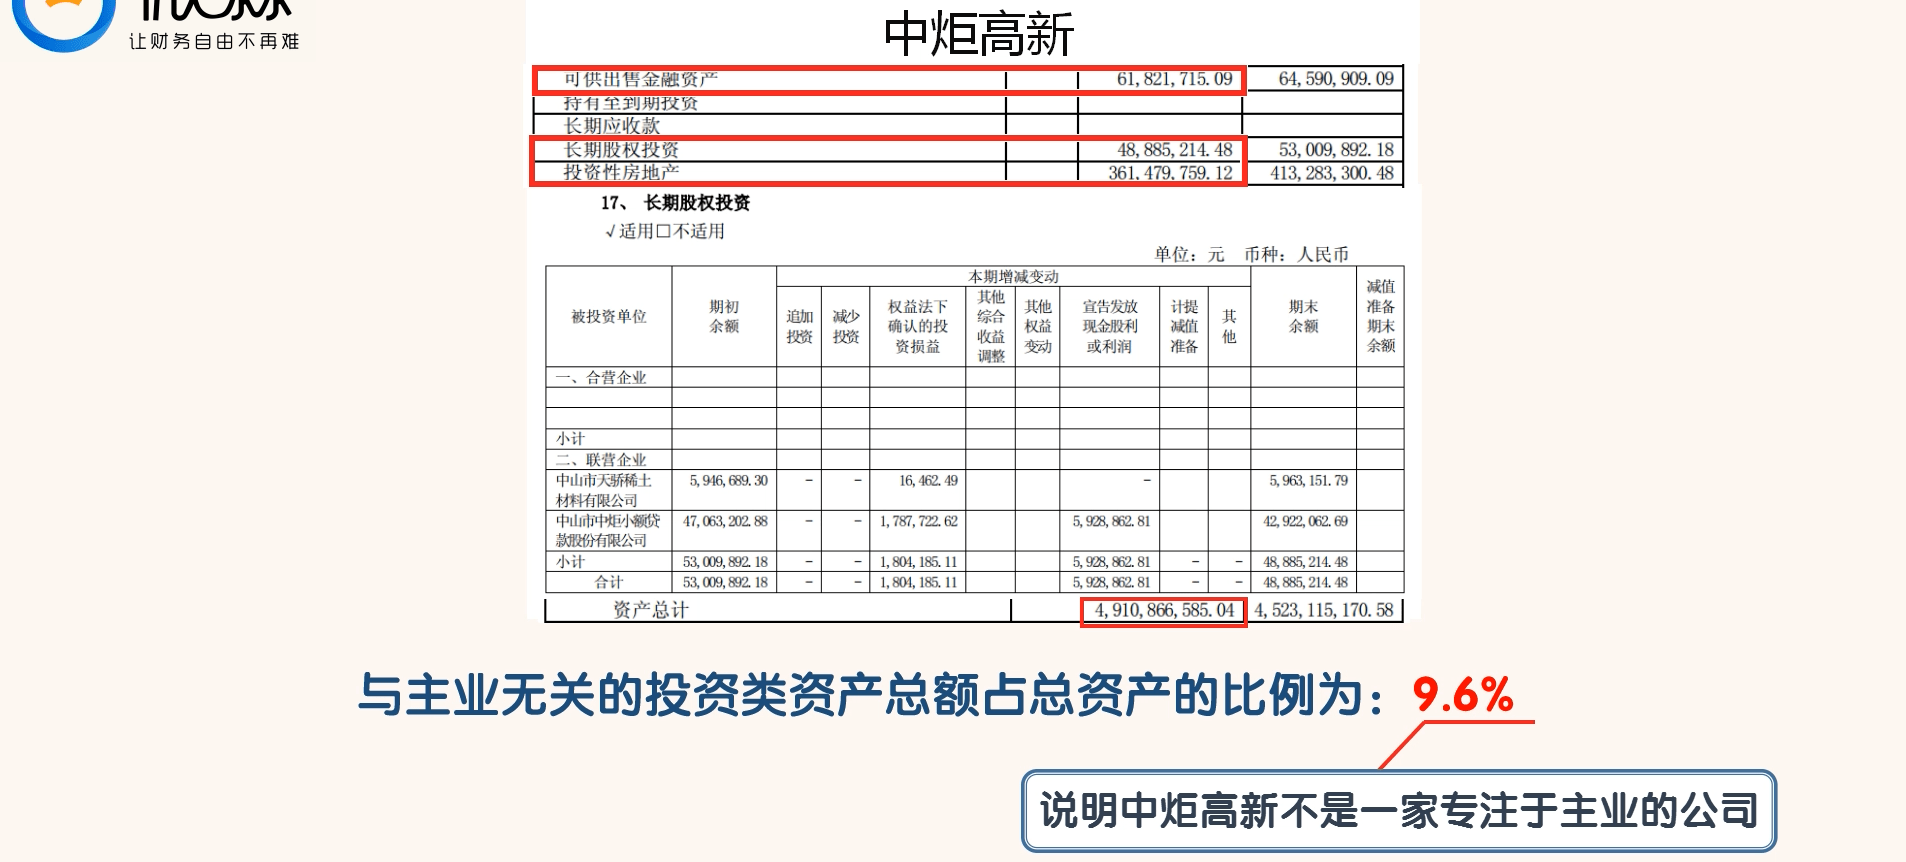 让财务自由不再难
中炬高新
可供出售金融资产 61,821,715.09 64,590,909.09
持有至到期投资
长期应收款
长期股权投资 48,885,214.48 53,009,892.18
投资性房地产 361,479,759.12 413,283,300.48
17、 长期股权投资
√适用□不适用
单位：元 币种：人民币
被投资单位 期初余额 本期增减变动 期末余额 减值准备期末余额
追加投资 减少投资 权益法下确认的投资损益 其他综合收益调整 其他权益变动 宣告发放现金股利或利润 计提减值准备 其他
一、合营企业
小计
二、联营企业
中山市天骄稀土材料有限公司 5,946,689.30 - - 16,462.49 - 5,963,151.79
中山市中炬小额贷款股份有限公司 47,063,202.88 - - 1,787,722.62 5,928,862.81 42,922,062.69
小计 53,009,892.18 - - 1,804,185.11 5,928,862.81 - - 48,885,214.48
合计 53,009,892.18 - - 1,804,185.11 5,928,862.81 - - 48,885,214.48
资产总计 4,910,866,585.04 4,523,115,170.58
与主业无关的投资类资产总额占总资产的比例为：9.6%
说明中炬高新不是一家专注于主业的公司